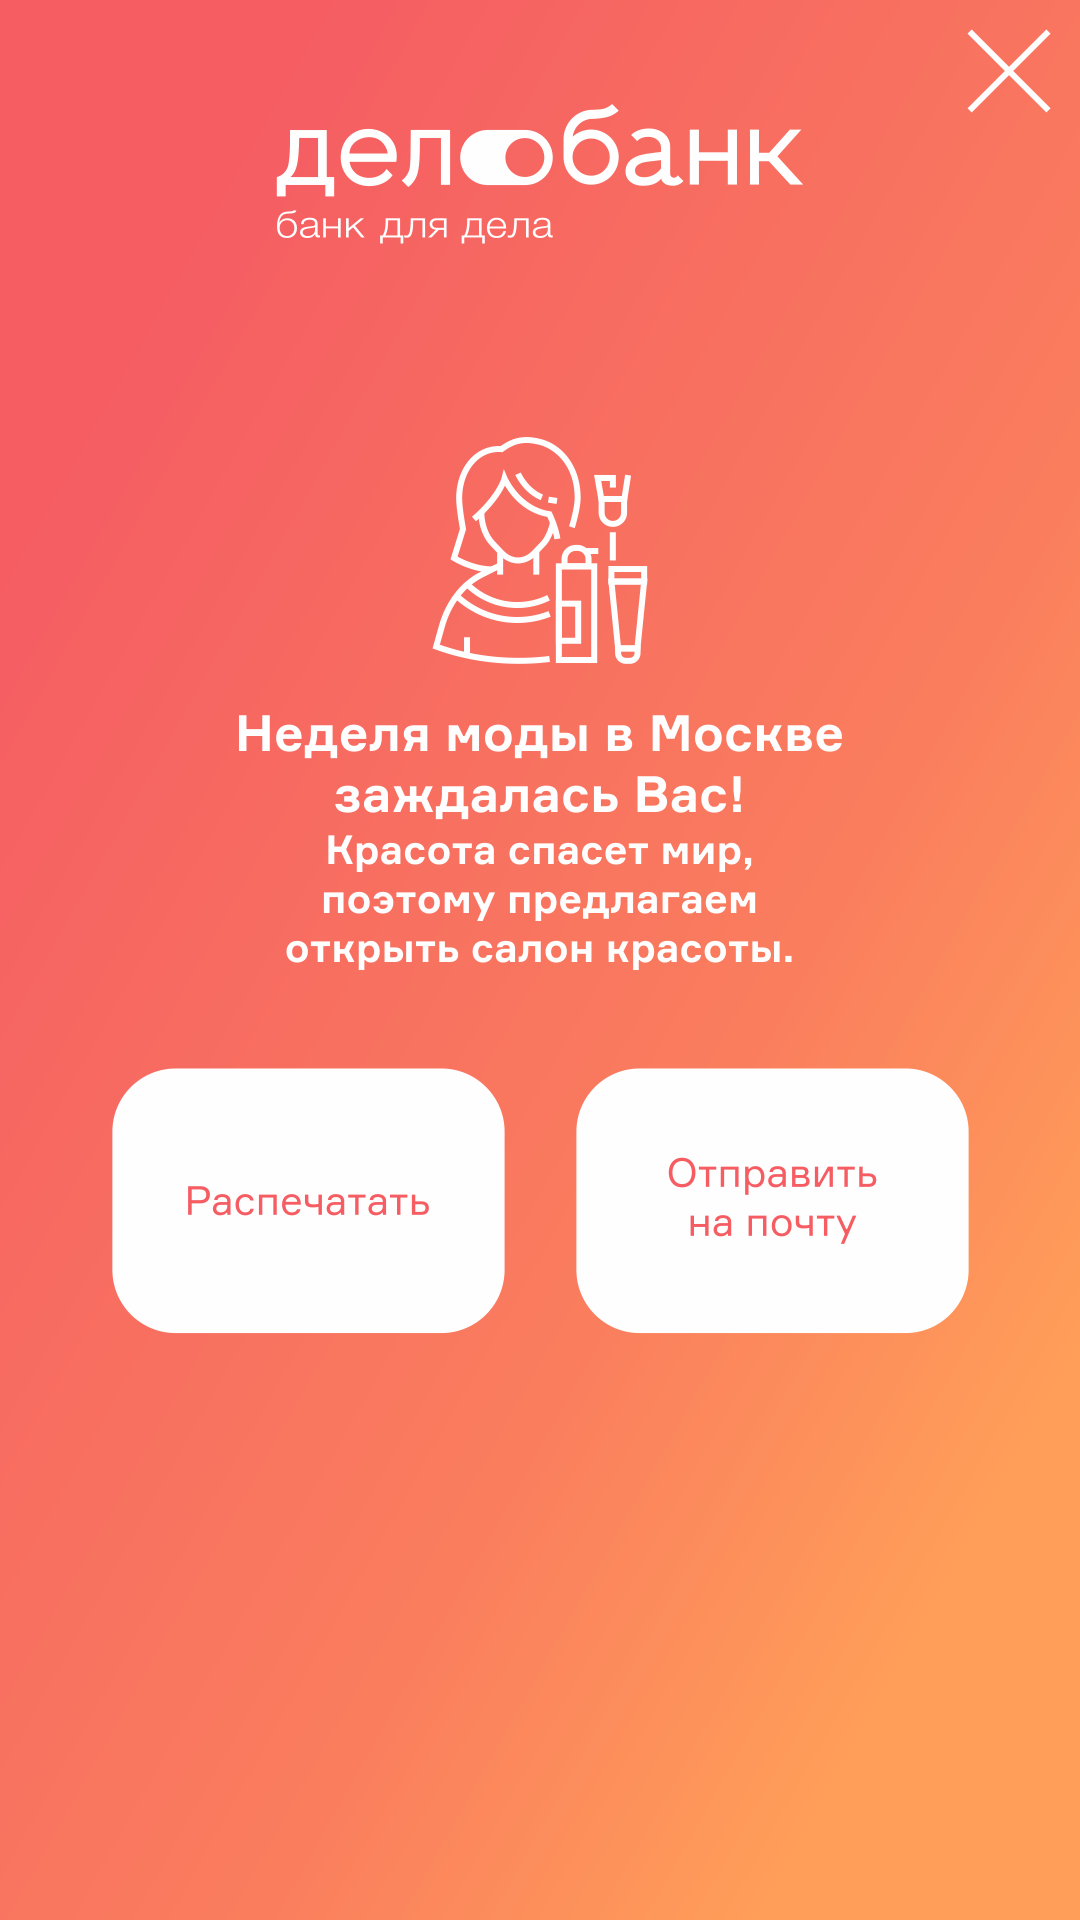 делобанк
банк для дела
Неделя моды в Москве
заждалась Вас!
Красота спасет мир,
поэтому предлагаем
открыть салон красоты.
Распечатать
Отправить
на почту